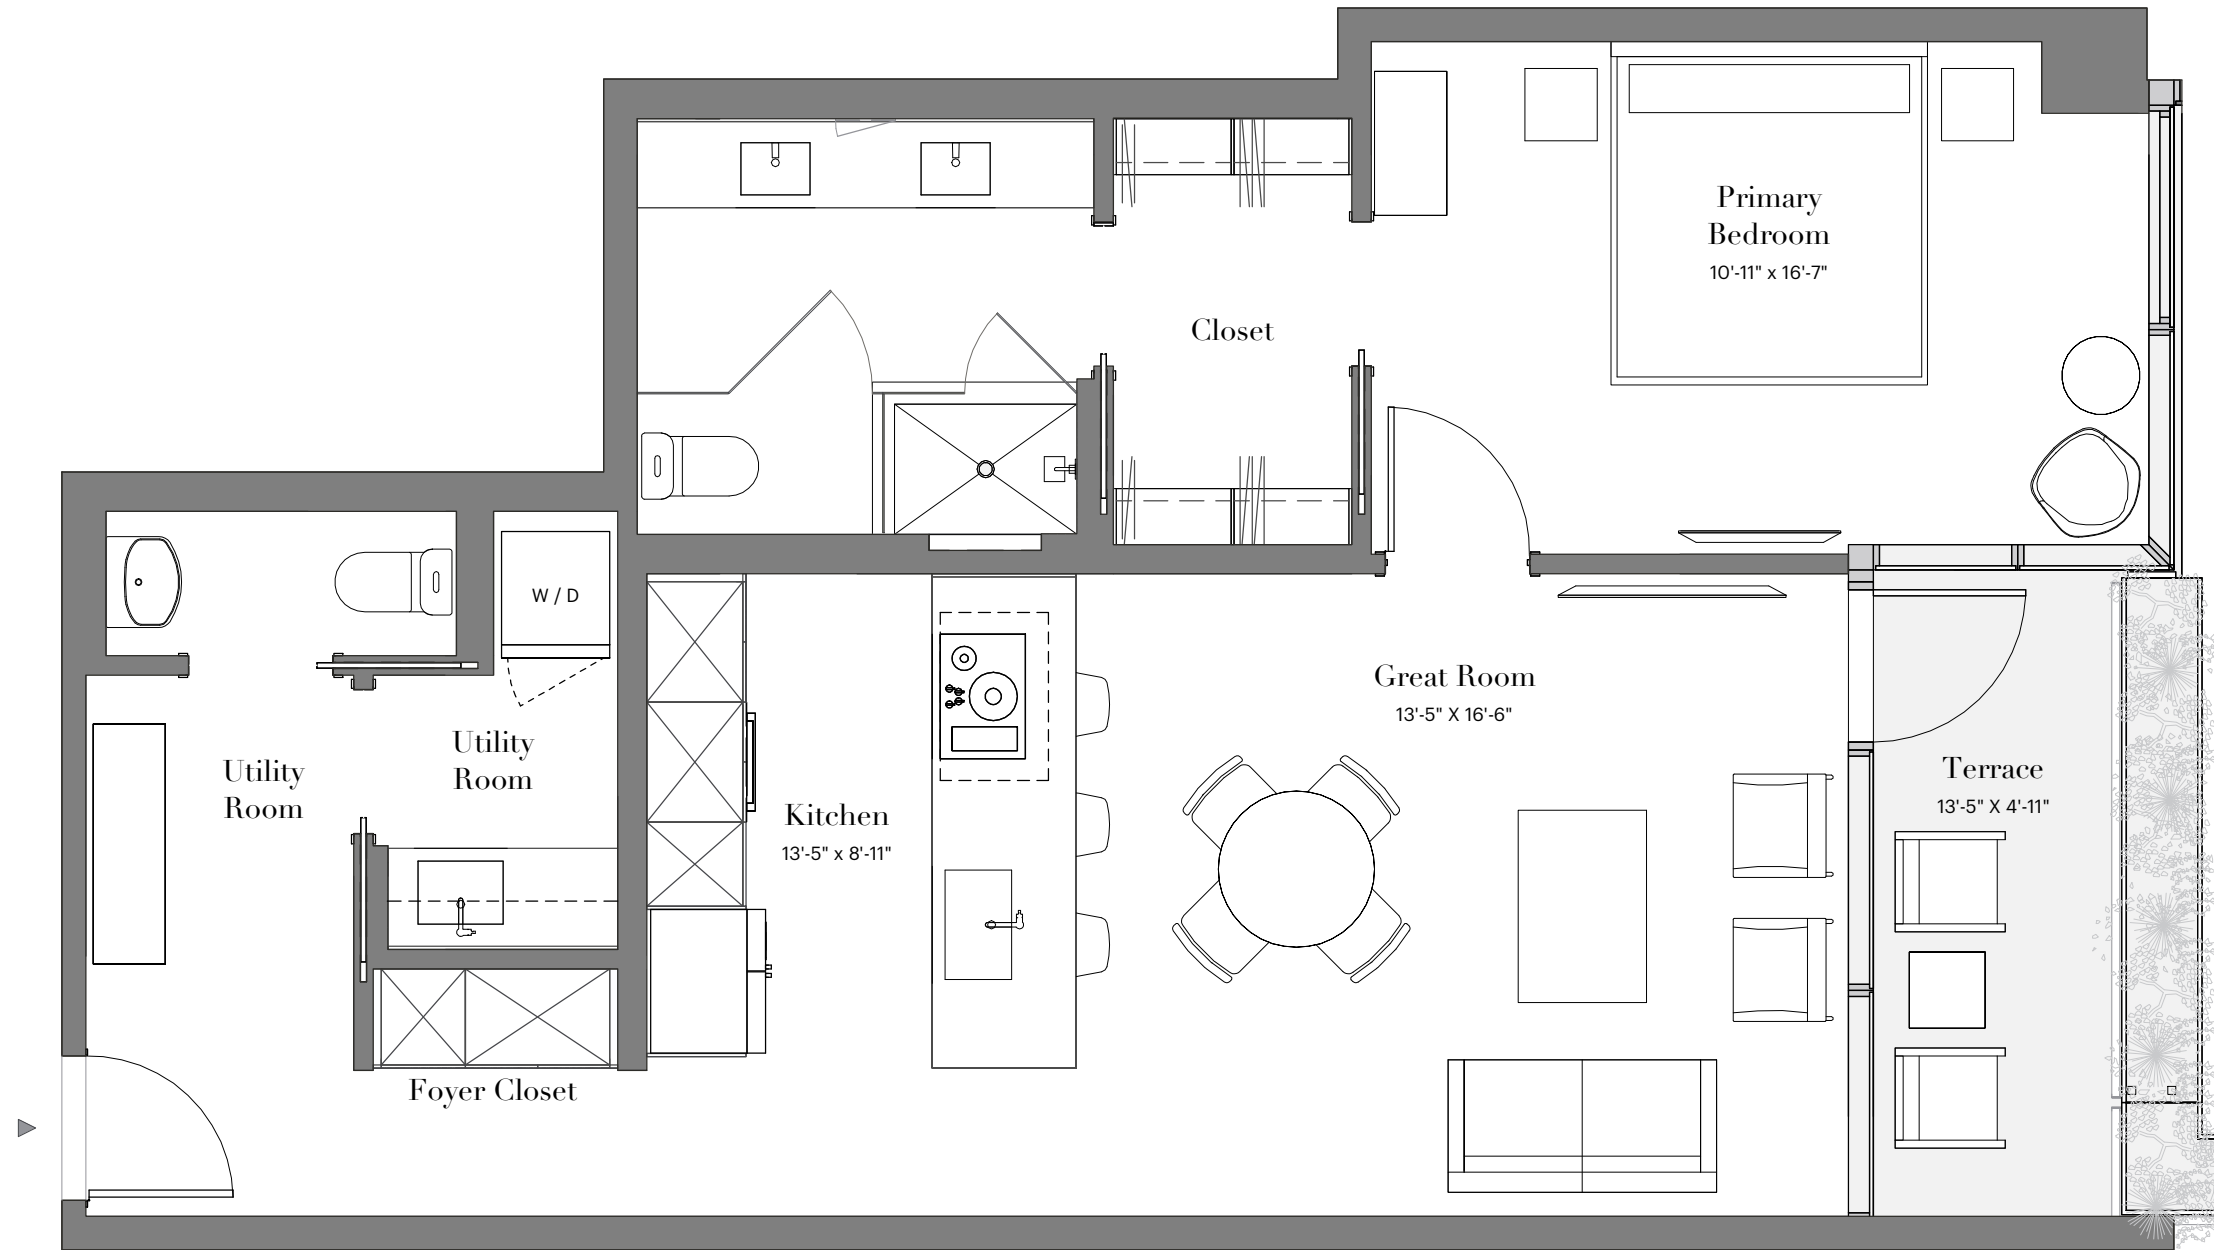 Primary
Bedroom
10'-11" x 16'-7"
Closet
W / D
Great Room
13'-5" X 16'-6"
Utility
Room
Utility
Room
Terrace
13'-5" X 4'-11"
Kitchen
13'-5" x 8'-11"
Foyer Closet